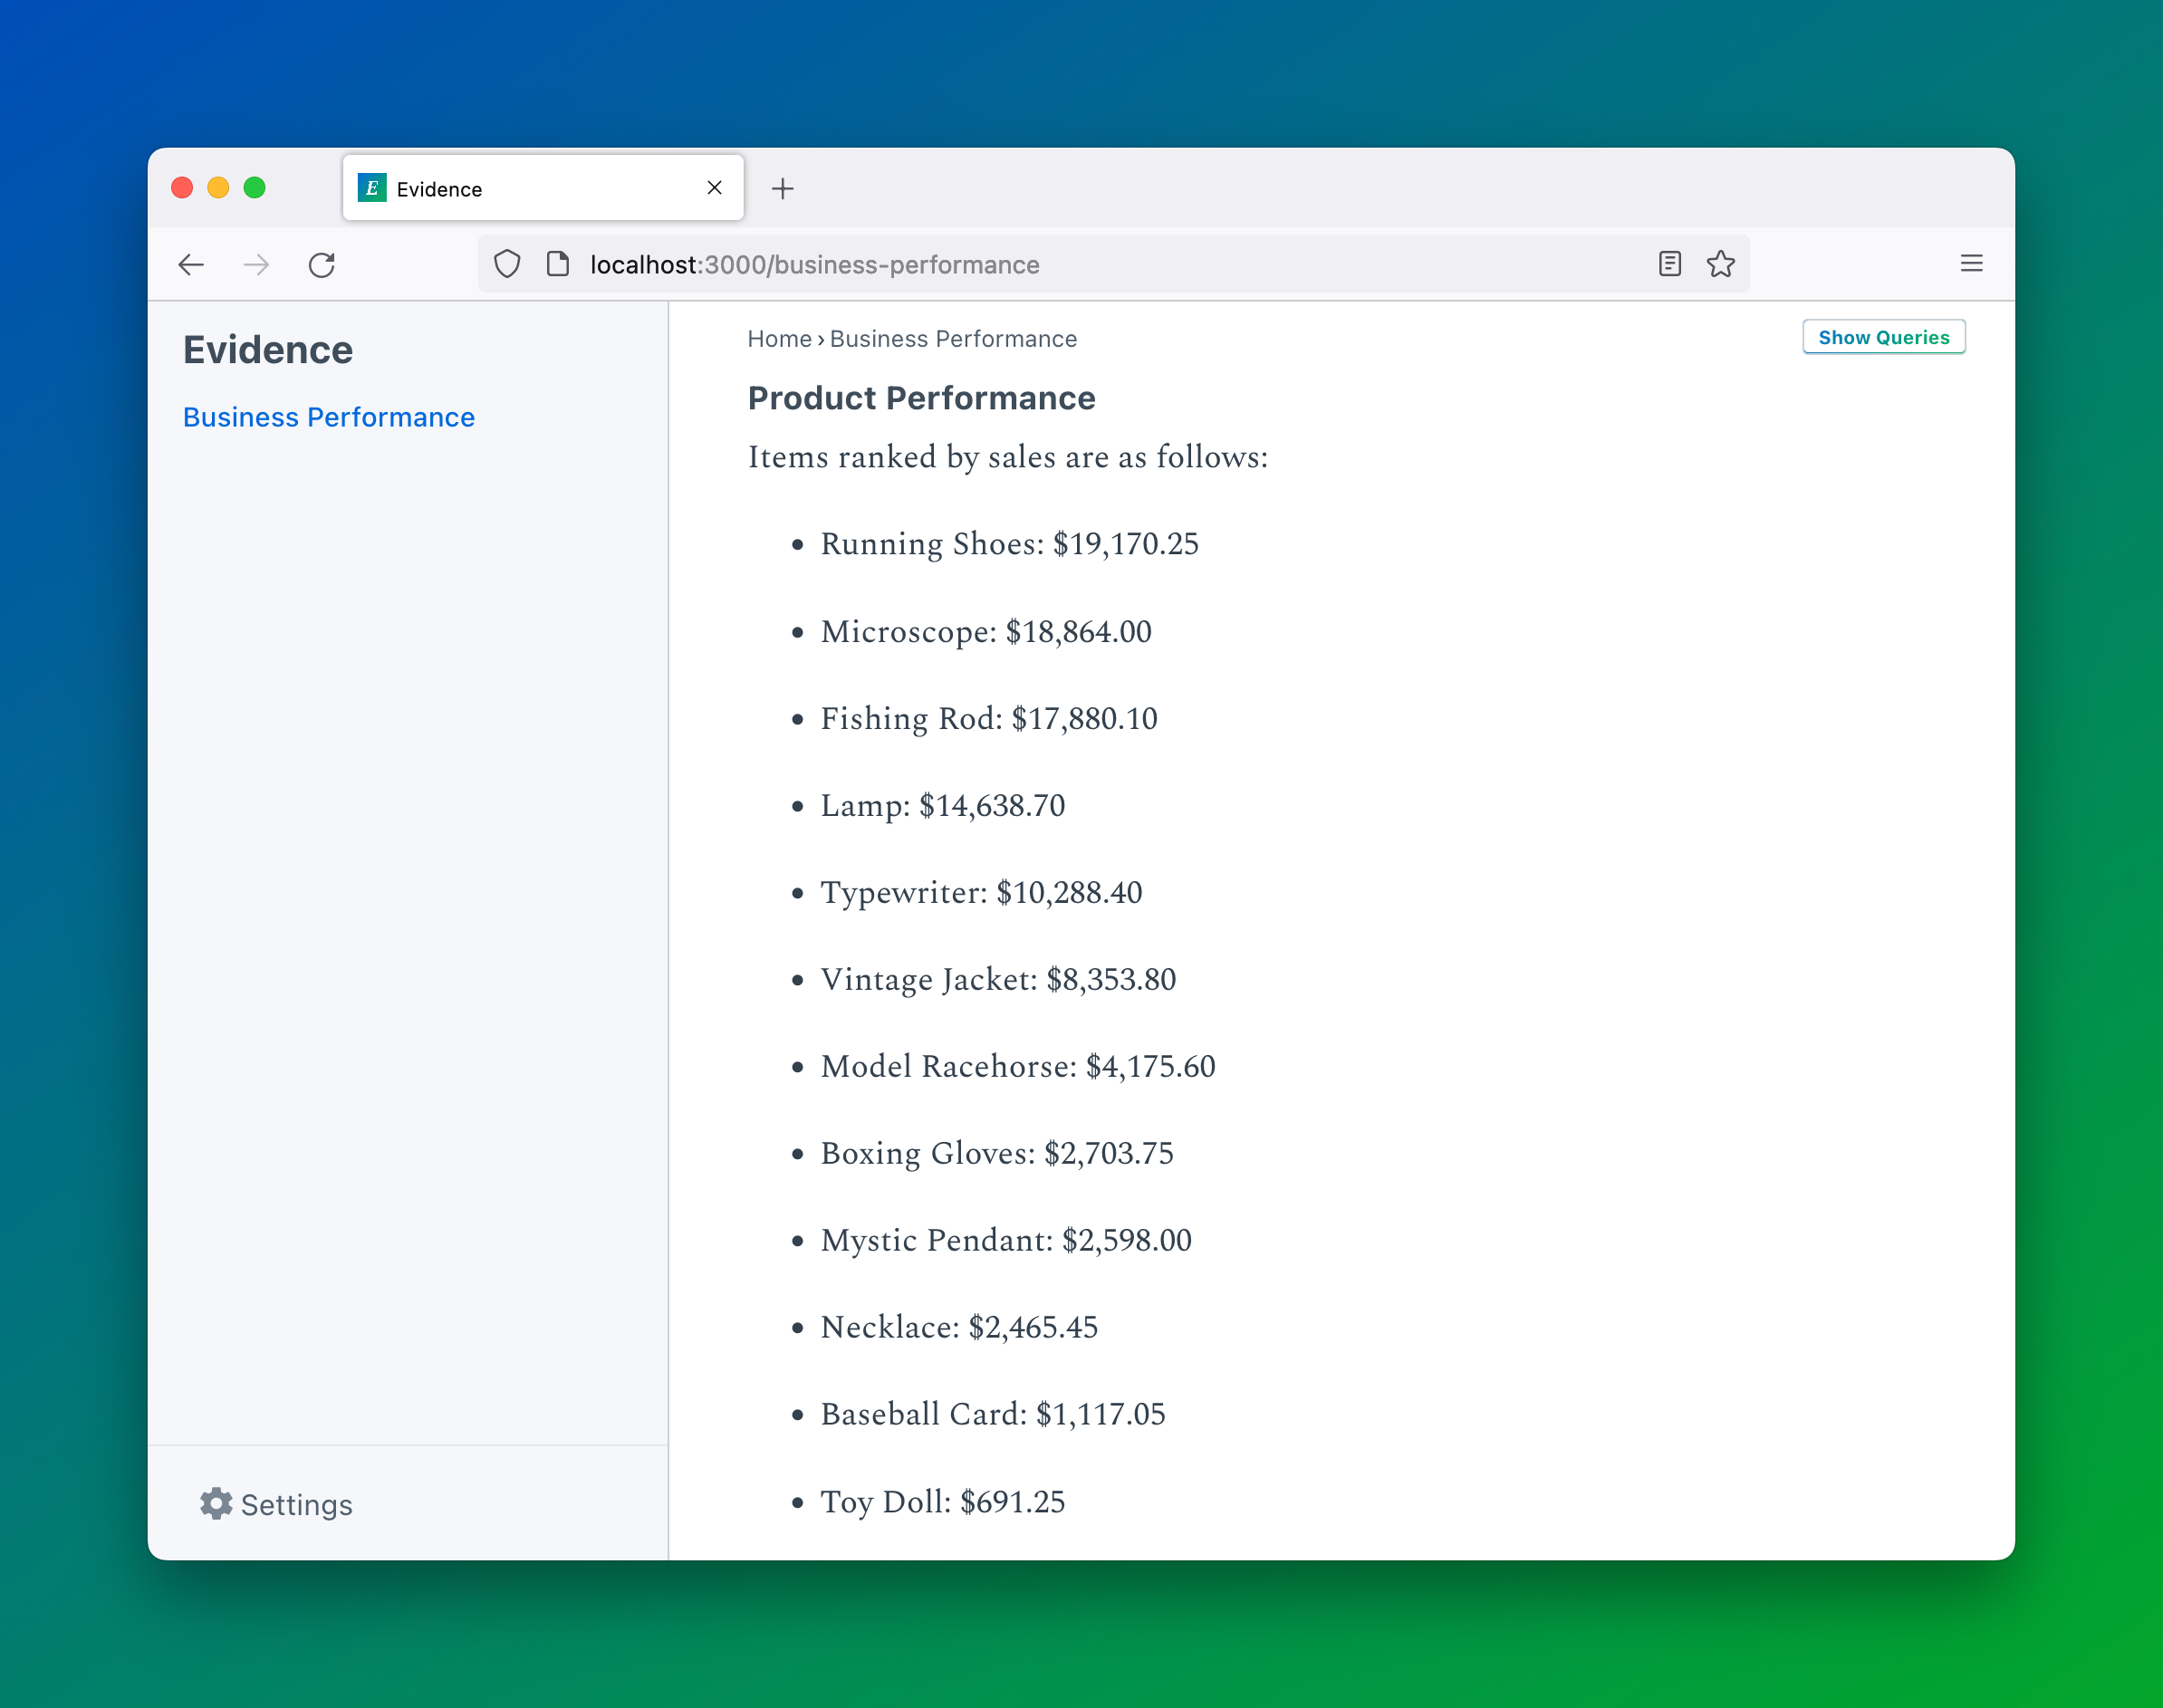 E Evidence
localhost:3000/business-performance
Evidence
Business Performance
Settings
Home › Business Performance
Show Queries
Product Performance
Items ranked by sales are as follows:
• Running Shoes: $19,170.25
• Microscope: $18,864.00
• Fishing Rod: $17,880.10
• Lamp: $14,638.70
• Typewriter: $10,288.40
• Vintage Jacket: $8,353.80
• Model Racehorse: $4,175.60
• Boxing Gloves: $2,703.75
• Mystic Pendant: $2,598.00
• Necklace: $2,465.45
• Baseball Card: $1,117.05
• Toy Doll: $691.25